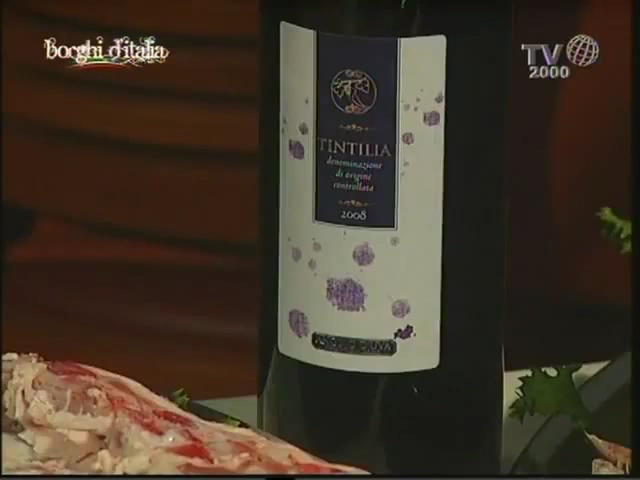 borghi d'italia
TV
2000
TINTILIA
denominazione
di origine
controllata
2008